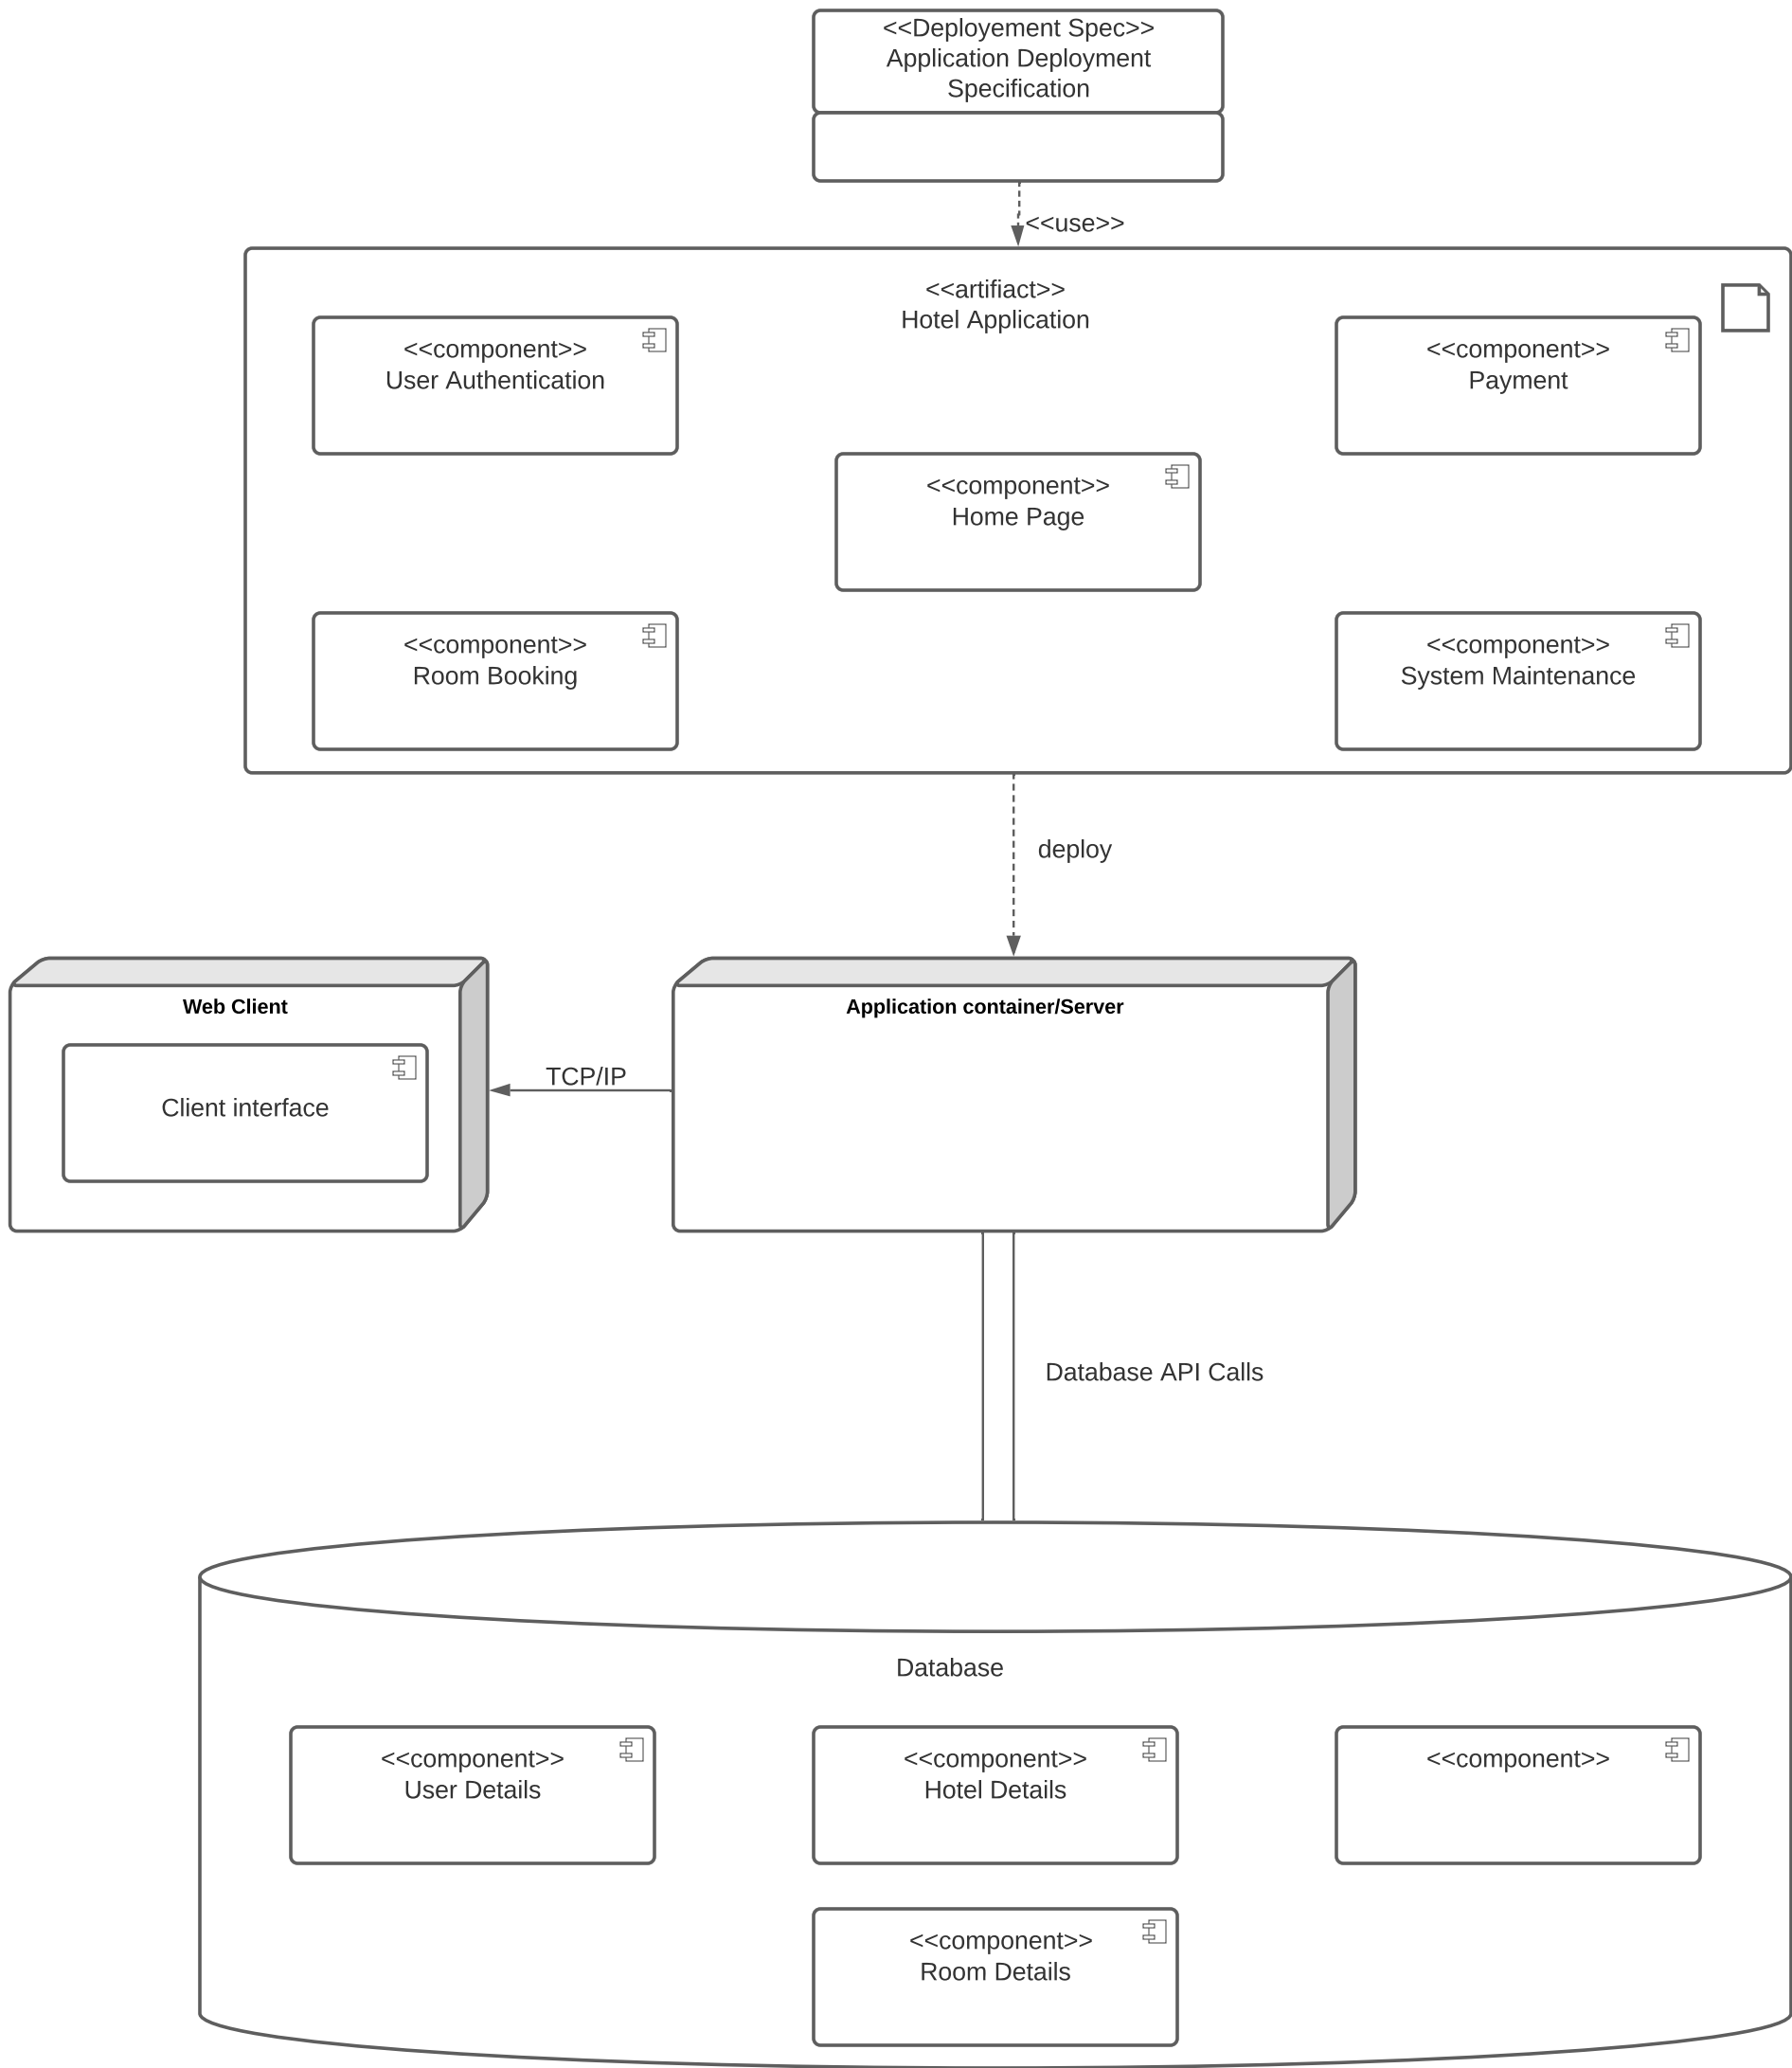 <<Deployement Spec>>
Application Deployment
Specification
<<use>>
<<artifiact>>
Hotel Application
<<component>>
User Authentication
<<component>>
Payment
<<component>>
Home Page
<<component>>
Room Booking
<<component>>
System Maintenance
deploy
Web Client
Client interface
TCP/IP
Application container/Server
Database API Calls
Database
<<component>>
User Details
<<component>>
Hotel Details
<<component>>
<<component>>
Room Details